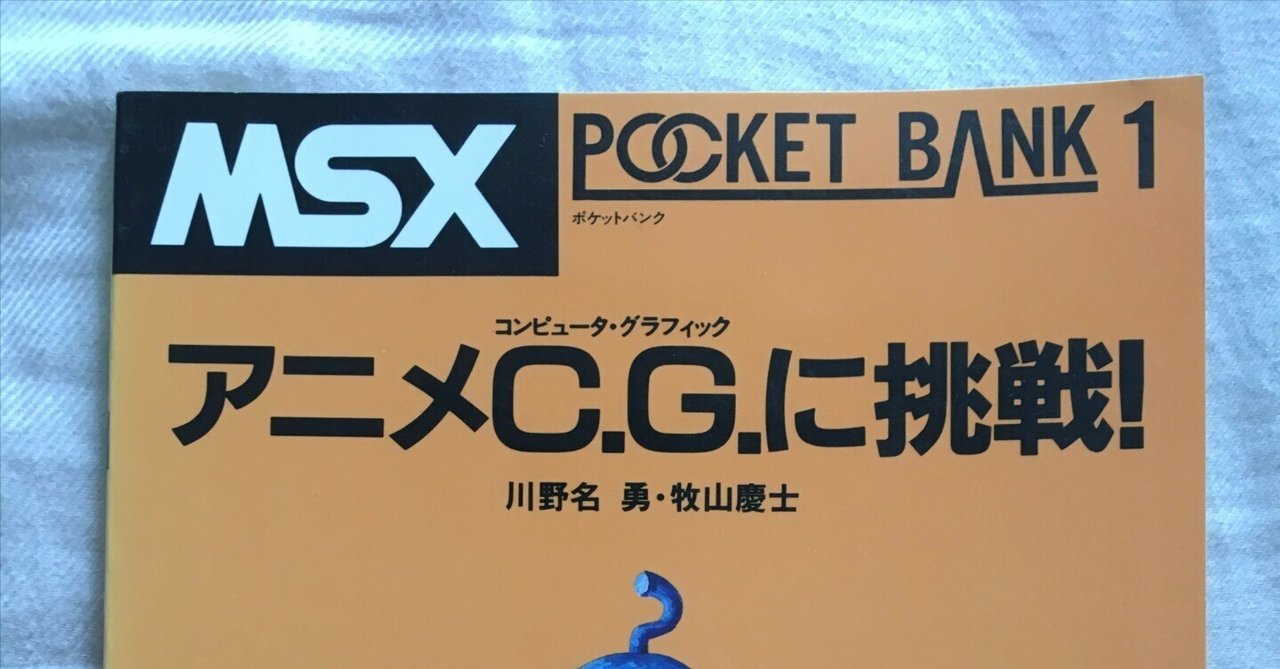 MSX
POCKET BANK 1
ポケットバンク
コンピュータ・グラフィック
アニメC.G.に挑戦!
川野名 勇・牧山慶士